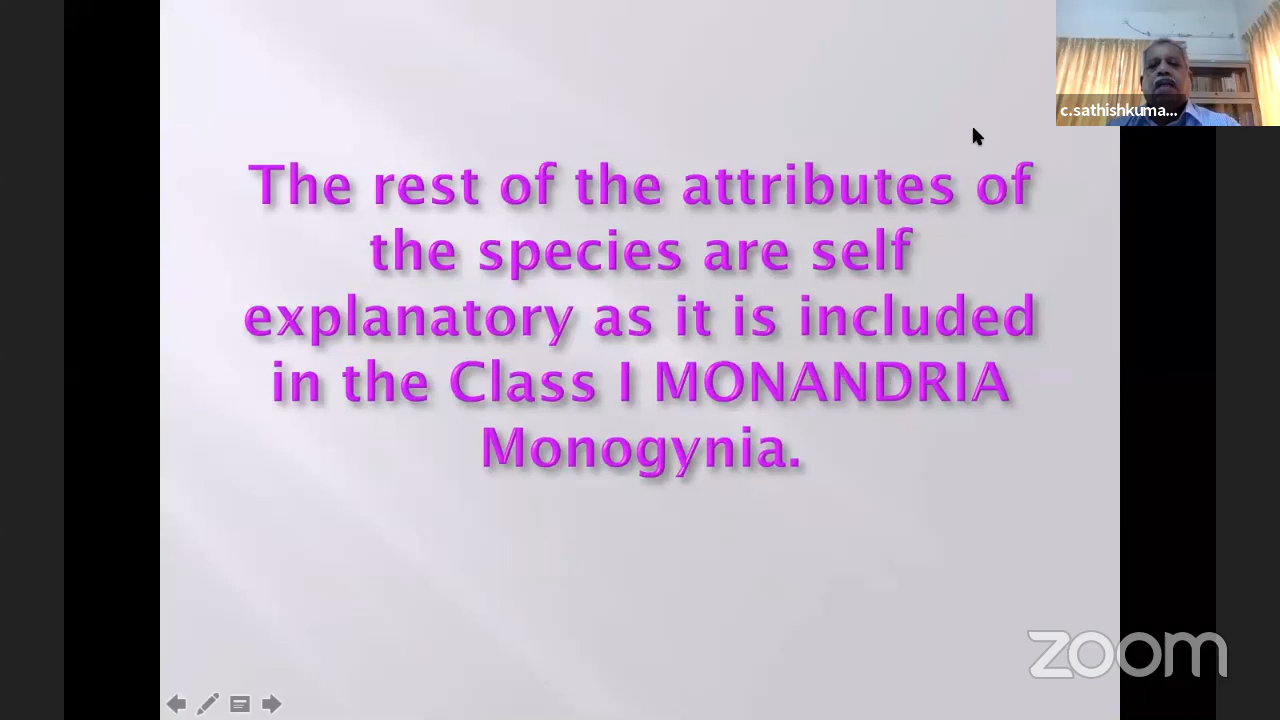 c.sathishkuma...
The rest of the attributes of
the species are self
explanatory as it is included
in the Class I MONANDRIA
Monogynia.
zoom